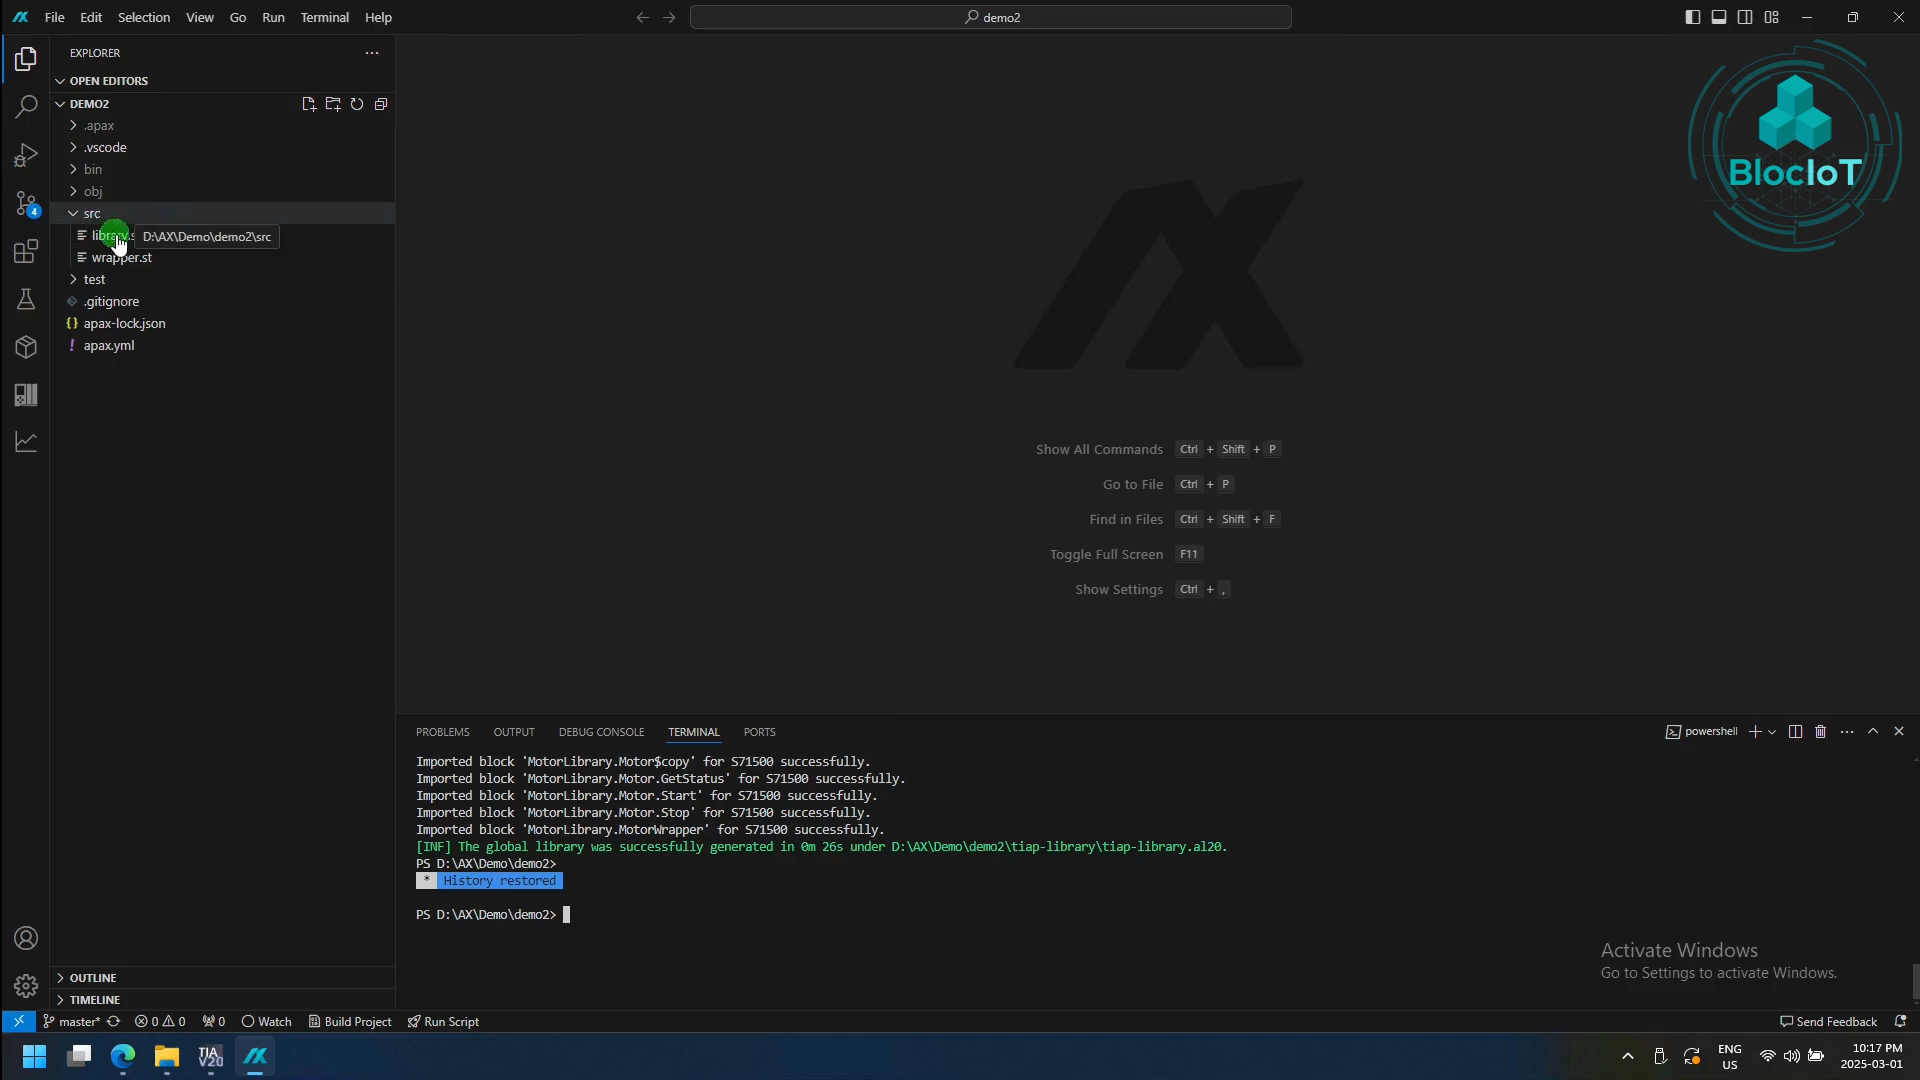 File Edit Selection View Go Run Terminal Help
demo2
EXPLORER
OPEN EDITORS
DEMO2
.apax
.vscode
bin
obj
src
D:\AX\Demo\demo2\src
wrapper.st
test
.gitignore
apax-lock.json
apax.yml
OUTLINE
TIMELINE
4
BlocIoT
Show All Commands Ctrl + Shift + P
Go to File Ctrl + P
Find in Files Ctrl + Shift + F
Toggle Full Screen F11
Show Settings Ctrl + ,
PROBLEMS OUTPUT DEBUG CONSOLE TERMINAL PORTS
powershell
Imported block 'MotorLibrary.Motor$copy' for S71500 successfully.
Imported block 'MotorLibrary.Motor.GetStatus' for S71500 successfully.
Imported block 'MotorLibrary.Motor.Start' for S71500 successfully.
Imported block 'MotorLibrary.Motor.Stop' for S71500 successfully.
Imported block 'MotorLibrary.MotorWrapper' for S71500 successfully.
[INF] The global library was successfully generated in 0m 26s under D:\AX\Demo\demo2\tiap-library\tiap-library.al20.
PS D:\AX\Demo\demo2>
* History restored
PS D:\AX\Demo\demo2>
Activate Windows
Go to Settings to activate Windows.
master* 0 0 0 Watch Build Project Run Script Send Feedback
TIA V20
ENG
US
10:17 PM
2025-03-01